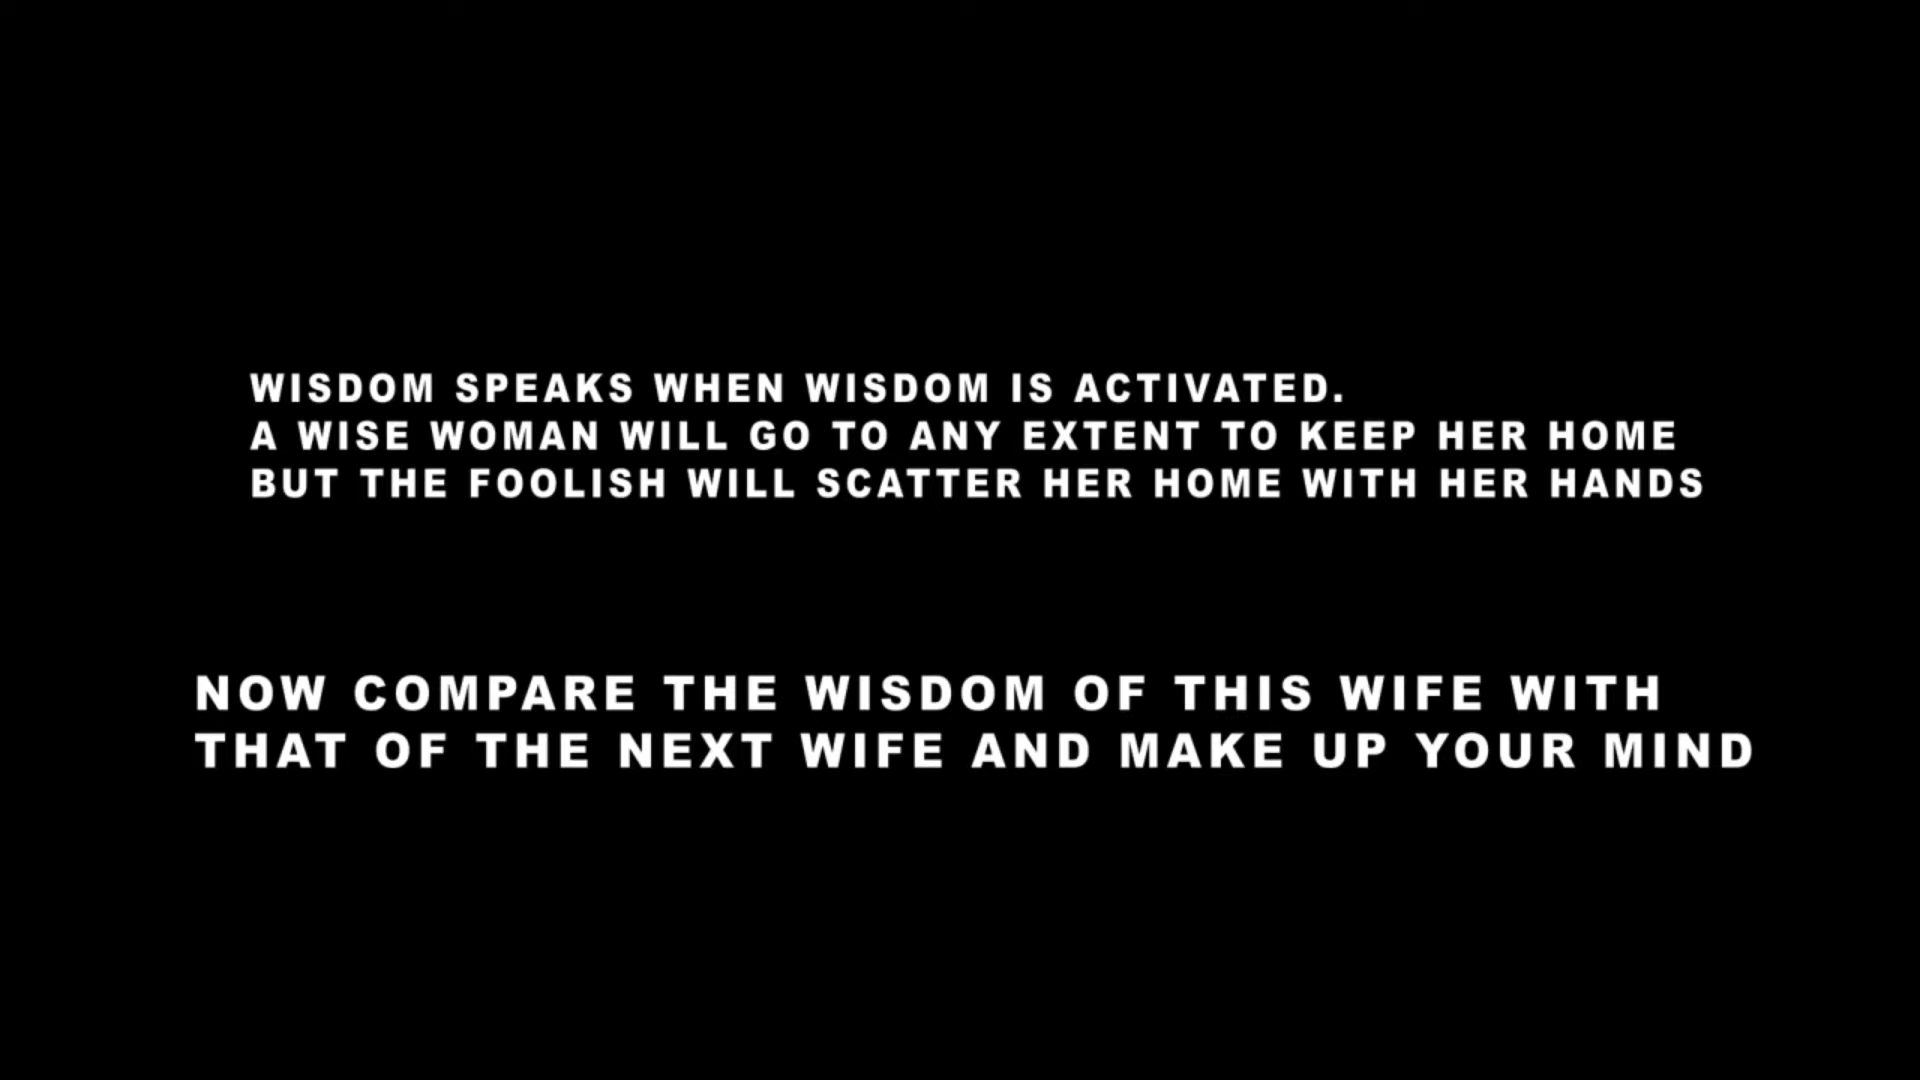 WISDOM SPEAKS WHEN WISDOM IS ACTIVATED.
A WISE WOMAN WILL GO TO ANY EXTENT TO KEEP HER HOME
BUT THE FOOLISH WILL SCATTER HER HOME WITH HER HANDS
NOW COMPARE THE WISDOM OF THIS WIFE WITH
THAT OF THE NEXT WIFE AND MAKE UP YOUR MIND